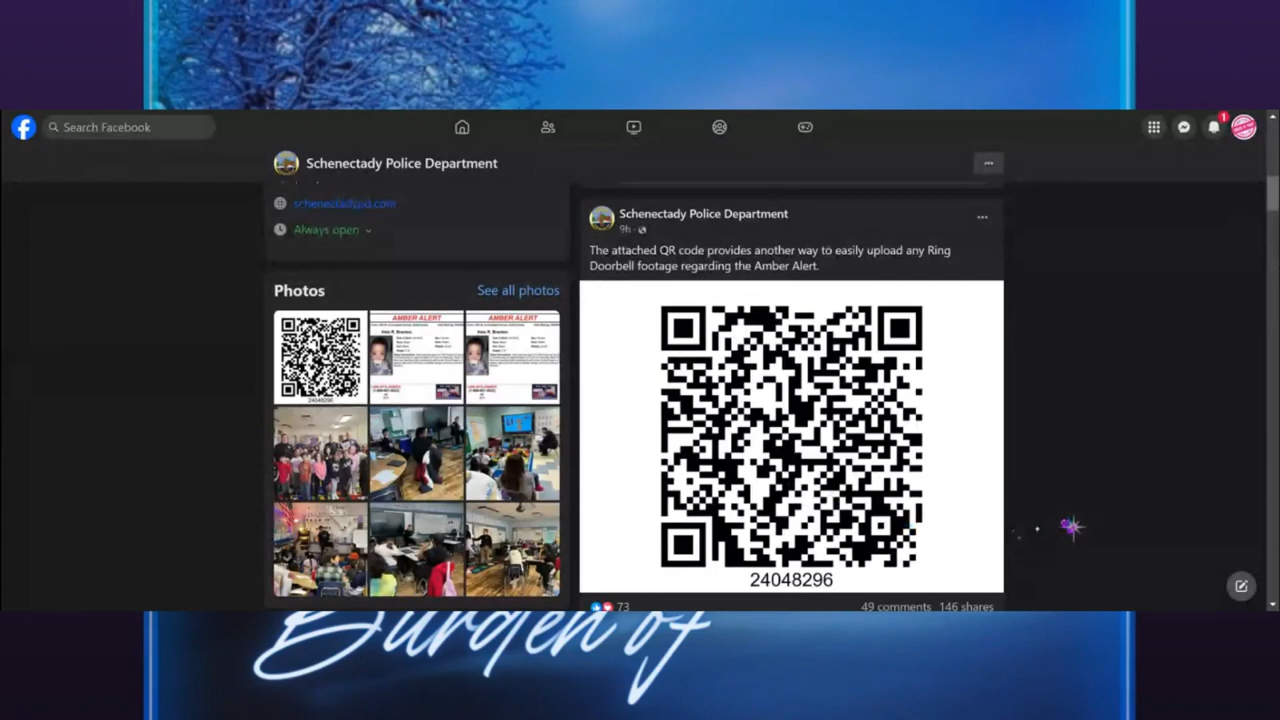 Search Facebook
1
Schenectady Police Department
schenectadypd.com
Always open
Photos
See all photos
AMBER ALERT
AMBER ALERT
24048296
Schenectady Police Department
9h
The attached QR code provides another way to easily upload any Ring
Doorbell footage regarding the Amber Alert.
24048296
73
49 comments 146 shares
Burden of